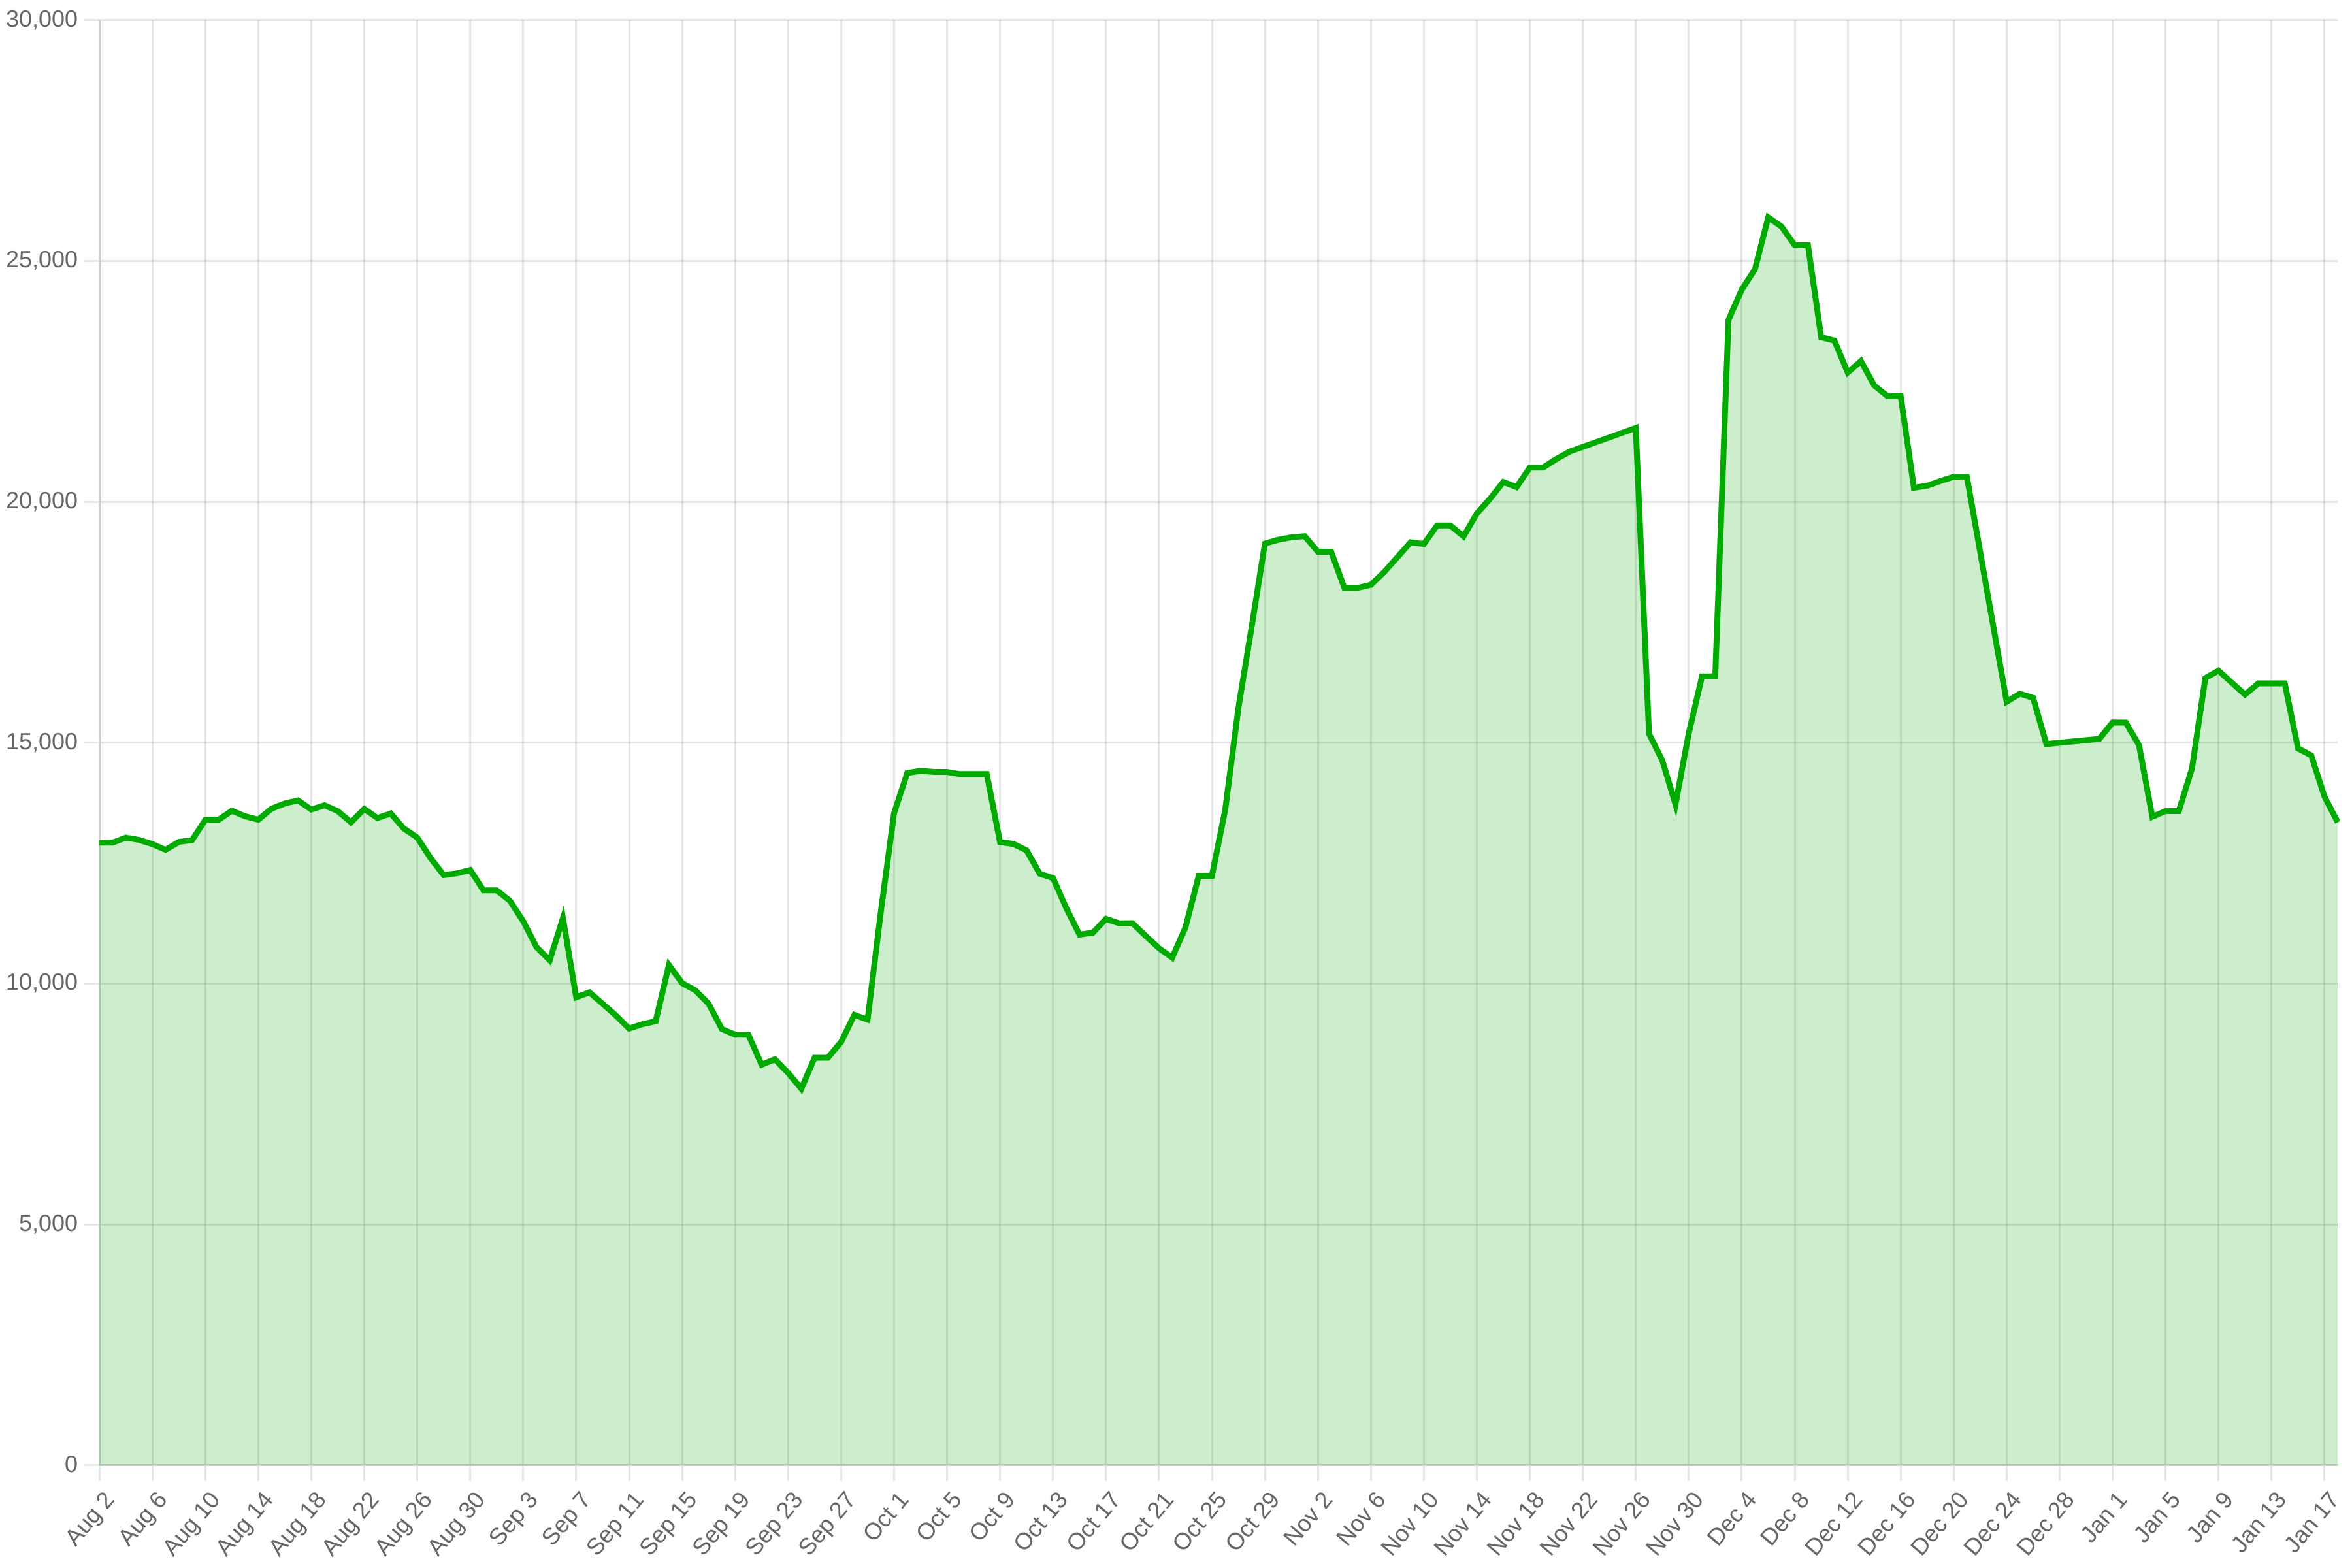 30,000
25,000
20,000
15,000
10,000
5,000
0
Aug 2
Aug 6
Aug 10
Aug 14
Aug 18
Aug 22
Aug 26
Aug 30
Sep 3
Sep 7
Sep 11
Sep 15
Sep 19
Sep 23
Sep 27
Oct 1
Oct 5
Oct 9
Oct 13
Oct 17
Oct 21
Oct 25
Oct 29
Nov 2
Nov 6
Nov 10
Nov 14
Nov 18
Nov 22
Nov 26
Nov 30
Dec 4
Dec 8
Dec 12
Dec 16
Dec 20
Dec 24
Dec 28
Jan 1
Jan 5
Jan 9
Jan 13
Jan 17